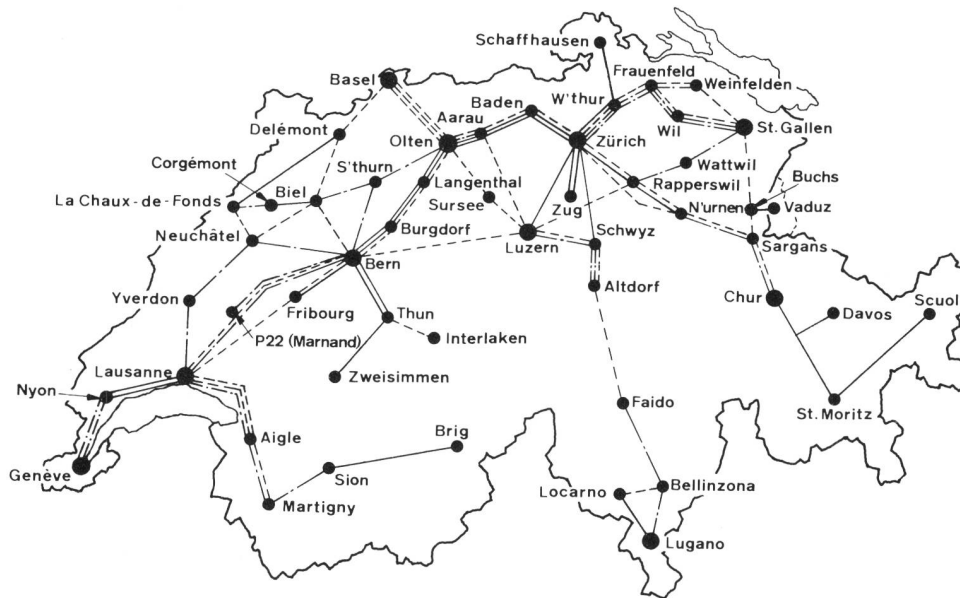 Schaffhausen
Basel
Frauenfeld
Weinfelden
Baden
W'thur
Aarau
Delémont
Olten
Zürich
Wil
St.Gallen
Corgémont
S'thurn
Wattwil
Biel
Langenthal
Rapperswil
Buchs
La Chaux-de-Fonds
Sursee
Zug
N'urnen
Vaduz
Neuchâtel
Burgdorf
Luzern
Schwyz
Sargans
Bern
Yverdon
Altdorf
Fribourg
Thun
Chur
Davos
Scuol
P22 (Marnand)
Interlaken
Lausanne
Zweisimmen
Nyon
Faido
St.Moritz
Aigle
Brig
Genève
Sion
Locarno
Bellinzona
Martigny
Lugano